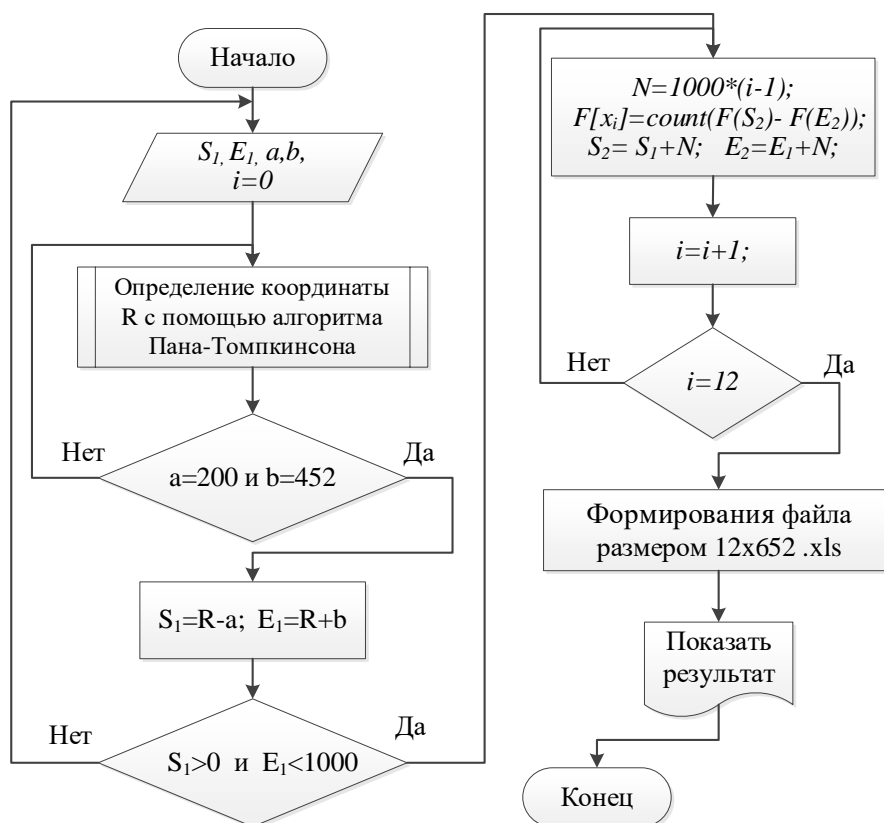 Начало
S₁, E₁, a,b,
i=0
Определение координаты
R с помощью алгоритма
Пана-Томпкинсона
Нет
Да
a=200 и b=452
S₁=R-a; E₁=R+b
Нет
Да
S₁>0 и E₁<1000
N=1000*(i-1);
F[xᵢ]=count(F(S₂)- F(E₂));
S₂= S₁+N; E₂=E₁+N;
i=i+1;
Нет
Да
i=12
Формирования файла
размером 12x652 .xls
Показать
результат
Конец